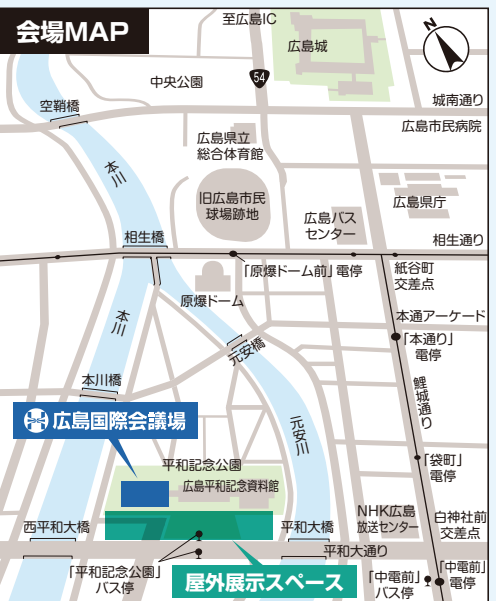 会場MAP
至広島IC
N
広島城
54
中央公園
城南通り
空鞘橋
広島市民病院
広島県立
総合体育館
本川
旧広島市民
球場跡地
広島県庁
広島バス
センター
相生橋
相生通り
「原爆ドーム前」電停
紙谷町
交差点
原爆ドーム
本川
本通アーケード
元安橋
「本通り」
電停
本川橋
鯉城通り
広島国際会議場
元安川
平和記念公園
「袋町」
電停
広島平和記念資料館
NHK広島
放送センター
白神社前
交差点
西平和大橋
平和大橋
平和大通り
「平和記念公園」
バス停
屋外展示スペース
「中電前」
バス停
「中電前」
電停